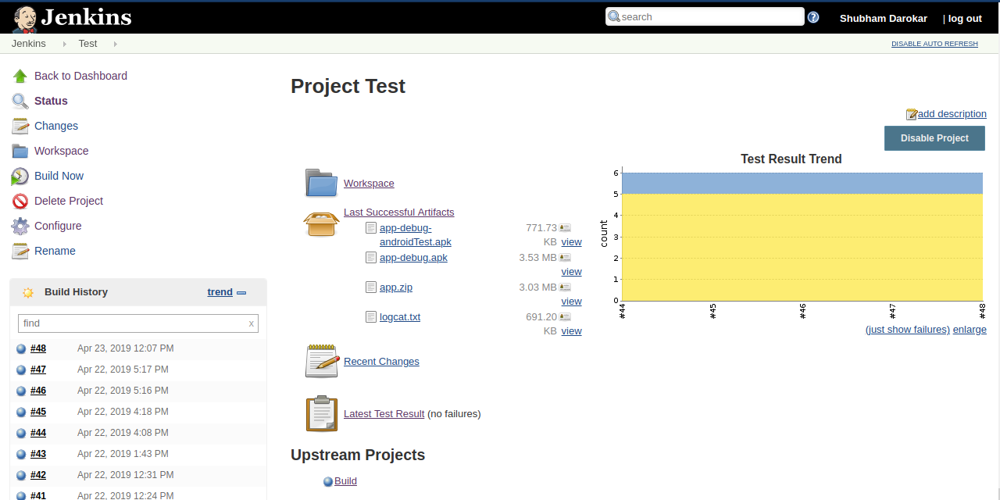 Jenkins
search
Shubham Darokar
| log out
Jenkins
Test
DISABLE AUTO REFRESH
Back to Dashboard
Status
Changes
Workspace
Build Now
Delete Project
Configure
Rename
Build History
trend
find
x
#48 Apr 23, 2019 12:07 PM
#47 Apr 22, 2019 5:17 PM
#46 Apr 22, 2019 5:16 PM
#45 Apr 22, 2019 4:18 PM
#44 Apr 22, 2019 4:08 PM
#43 Apr 22, 2019 1:43 PM
#42 Apr 22, 2019 12:31 PM
#41 Apr 22, 2019 12:24 PM
Project Test
add description
Disable Project
Workspace
Last Successful Artifacts
app-debug- 771.73
androidTest.apk KB view
app-debug.apk 3.53 MB
view
app.zip 3.03 MB
view
logcat.txt 691.20
KB view
Recent Changes
Latest Test Result (no failures)
Upstream Projects
Build
Test Result Trend
count
6
5
4
3
2
1
0
#44 #45 #46 #47 #48
(just show failures) enlarge